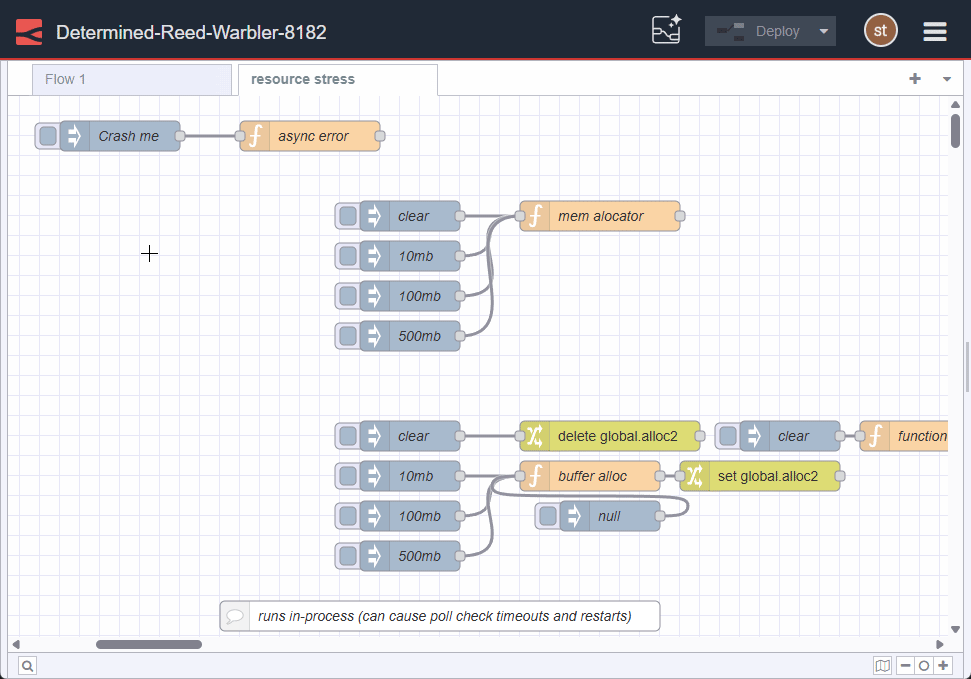 Determined-Reed-Warbler-8182
Deploy
st
Flow 1
resource stress
Crash me
async error
clear
mem alocator
10mb
100mb
500mb
clear
delete global.alloc2
clear
function
10mb
buffer alloc
set global.alloc2
100mb
null
500mb
runs in-process (can cause poll check timeouts and restarts)